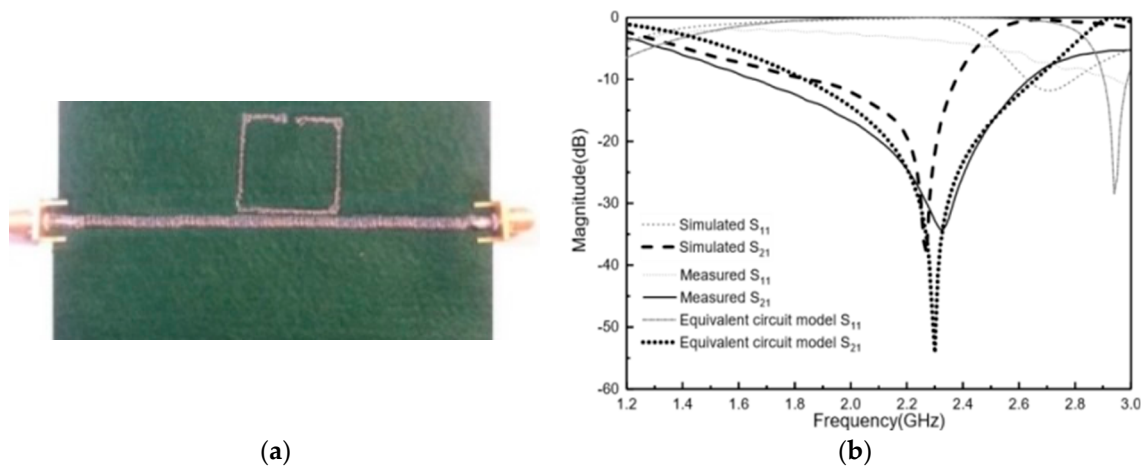 0
-10
-20
-30
-40
-50
-60
Magnitude(dB)
Simulated S₁₁
Simulated S₂₁
Measured S₁₁
Measured S₂₁
Equivalent circuit model S₁₁
Equivalent circuit model S₂₁
1.2 1.4 1.6 1.8 2.0 2.2 2.4 2.6 2.8 3.0
Frequency(GHz)
(a) (b)